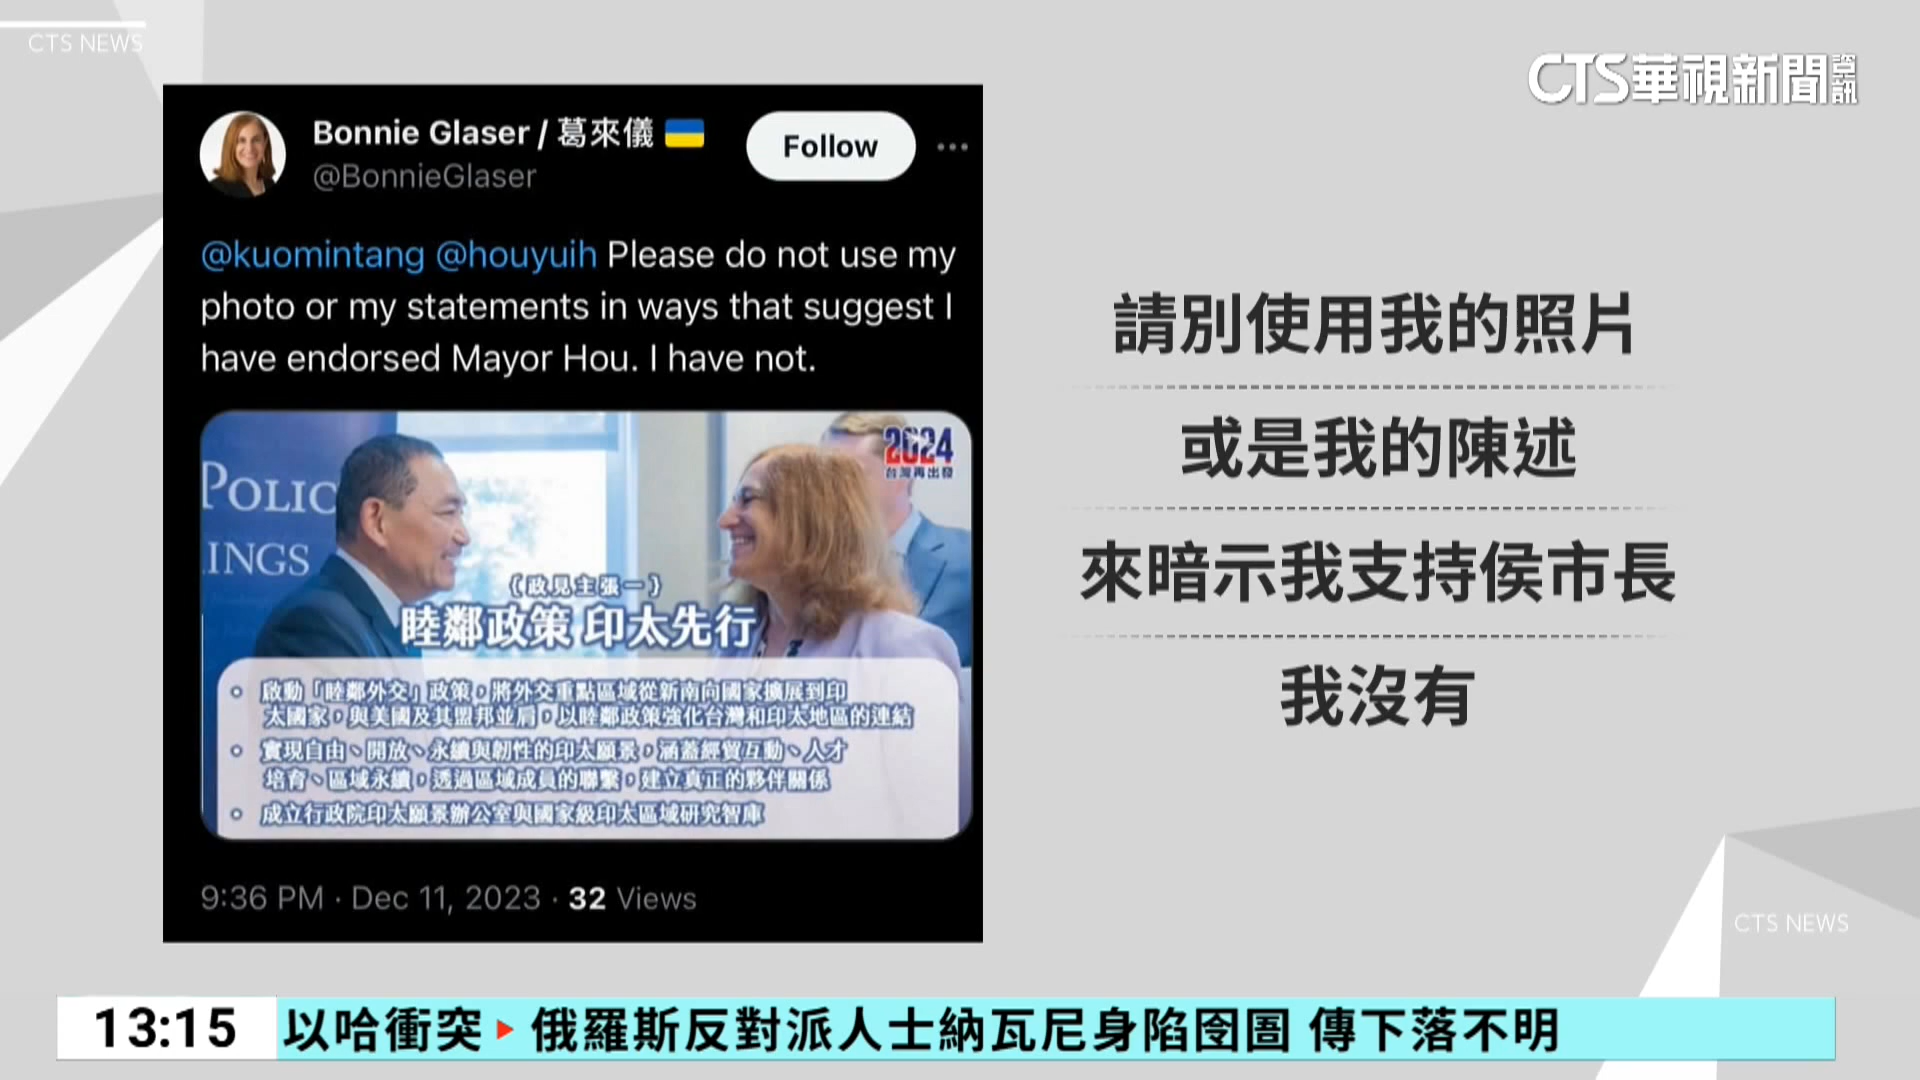 CTS NEWS
CTS華視新聞資訊
Bonnie Glaser / 葛來儀
@BonnieGlaser
Follow
@kuomintang @houyuih Please do not use my
photo or my statements in ways that suggest I
have endorsed Mayor Hou. I have not.
2024
台灣再出發
POLIC
INGS
{政見主張一}
睦鄰政策 印太先行
啟動「睦鄰外交」政策，將外交重點區域從新南向國家擴展到印
太國家，與美國及其盟邦並肩，以睦鄰政策強化台灣和印太地區的連結
實現自由、開放、永續與韌性的印太願景，涵蓋經貿互動、人才
培育、區域永續，透過區域成員的聯繫，建立真正的夥伴關係
成立行政院印太願景辦公室與國家級印太區域研究智庫
9:36 PM · Dec 11, 2023 · 32 Views
請別使用我的照片
或是我的陳述
來暗示我支持侯市長
我沒有
CTS NEWS
13:15 以哈衝突 俄羅斯反對派人士納瓦尼身陷囹圄 傳下落不明